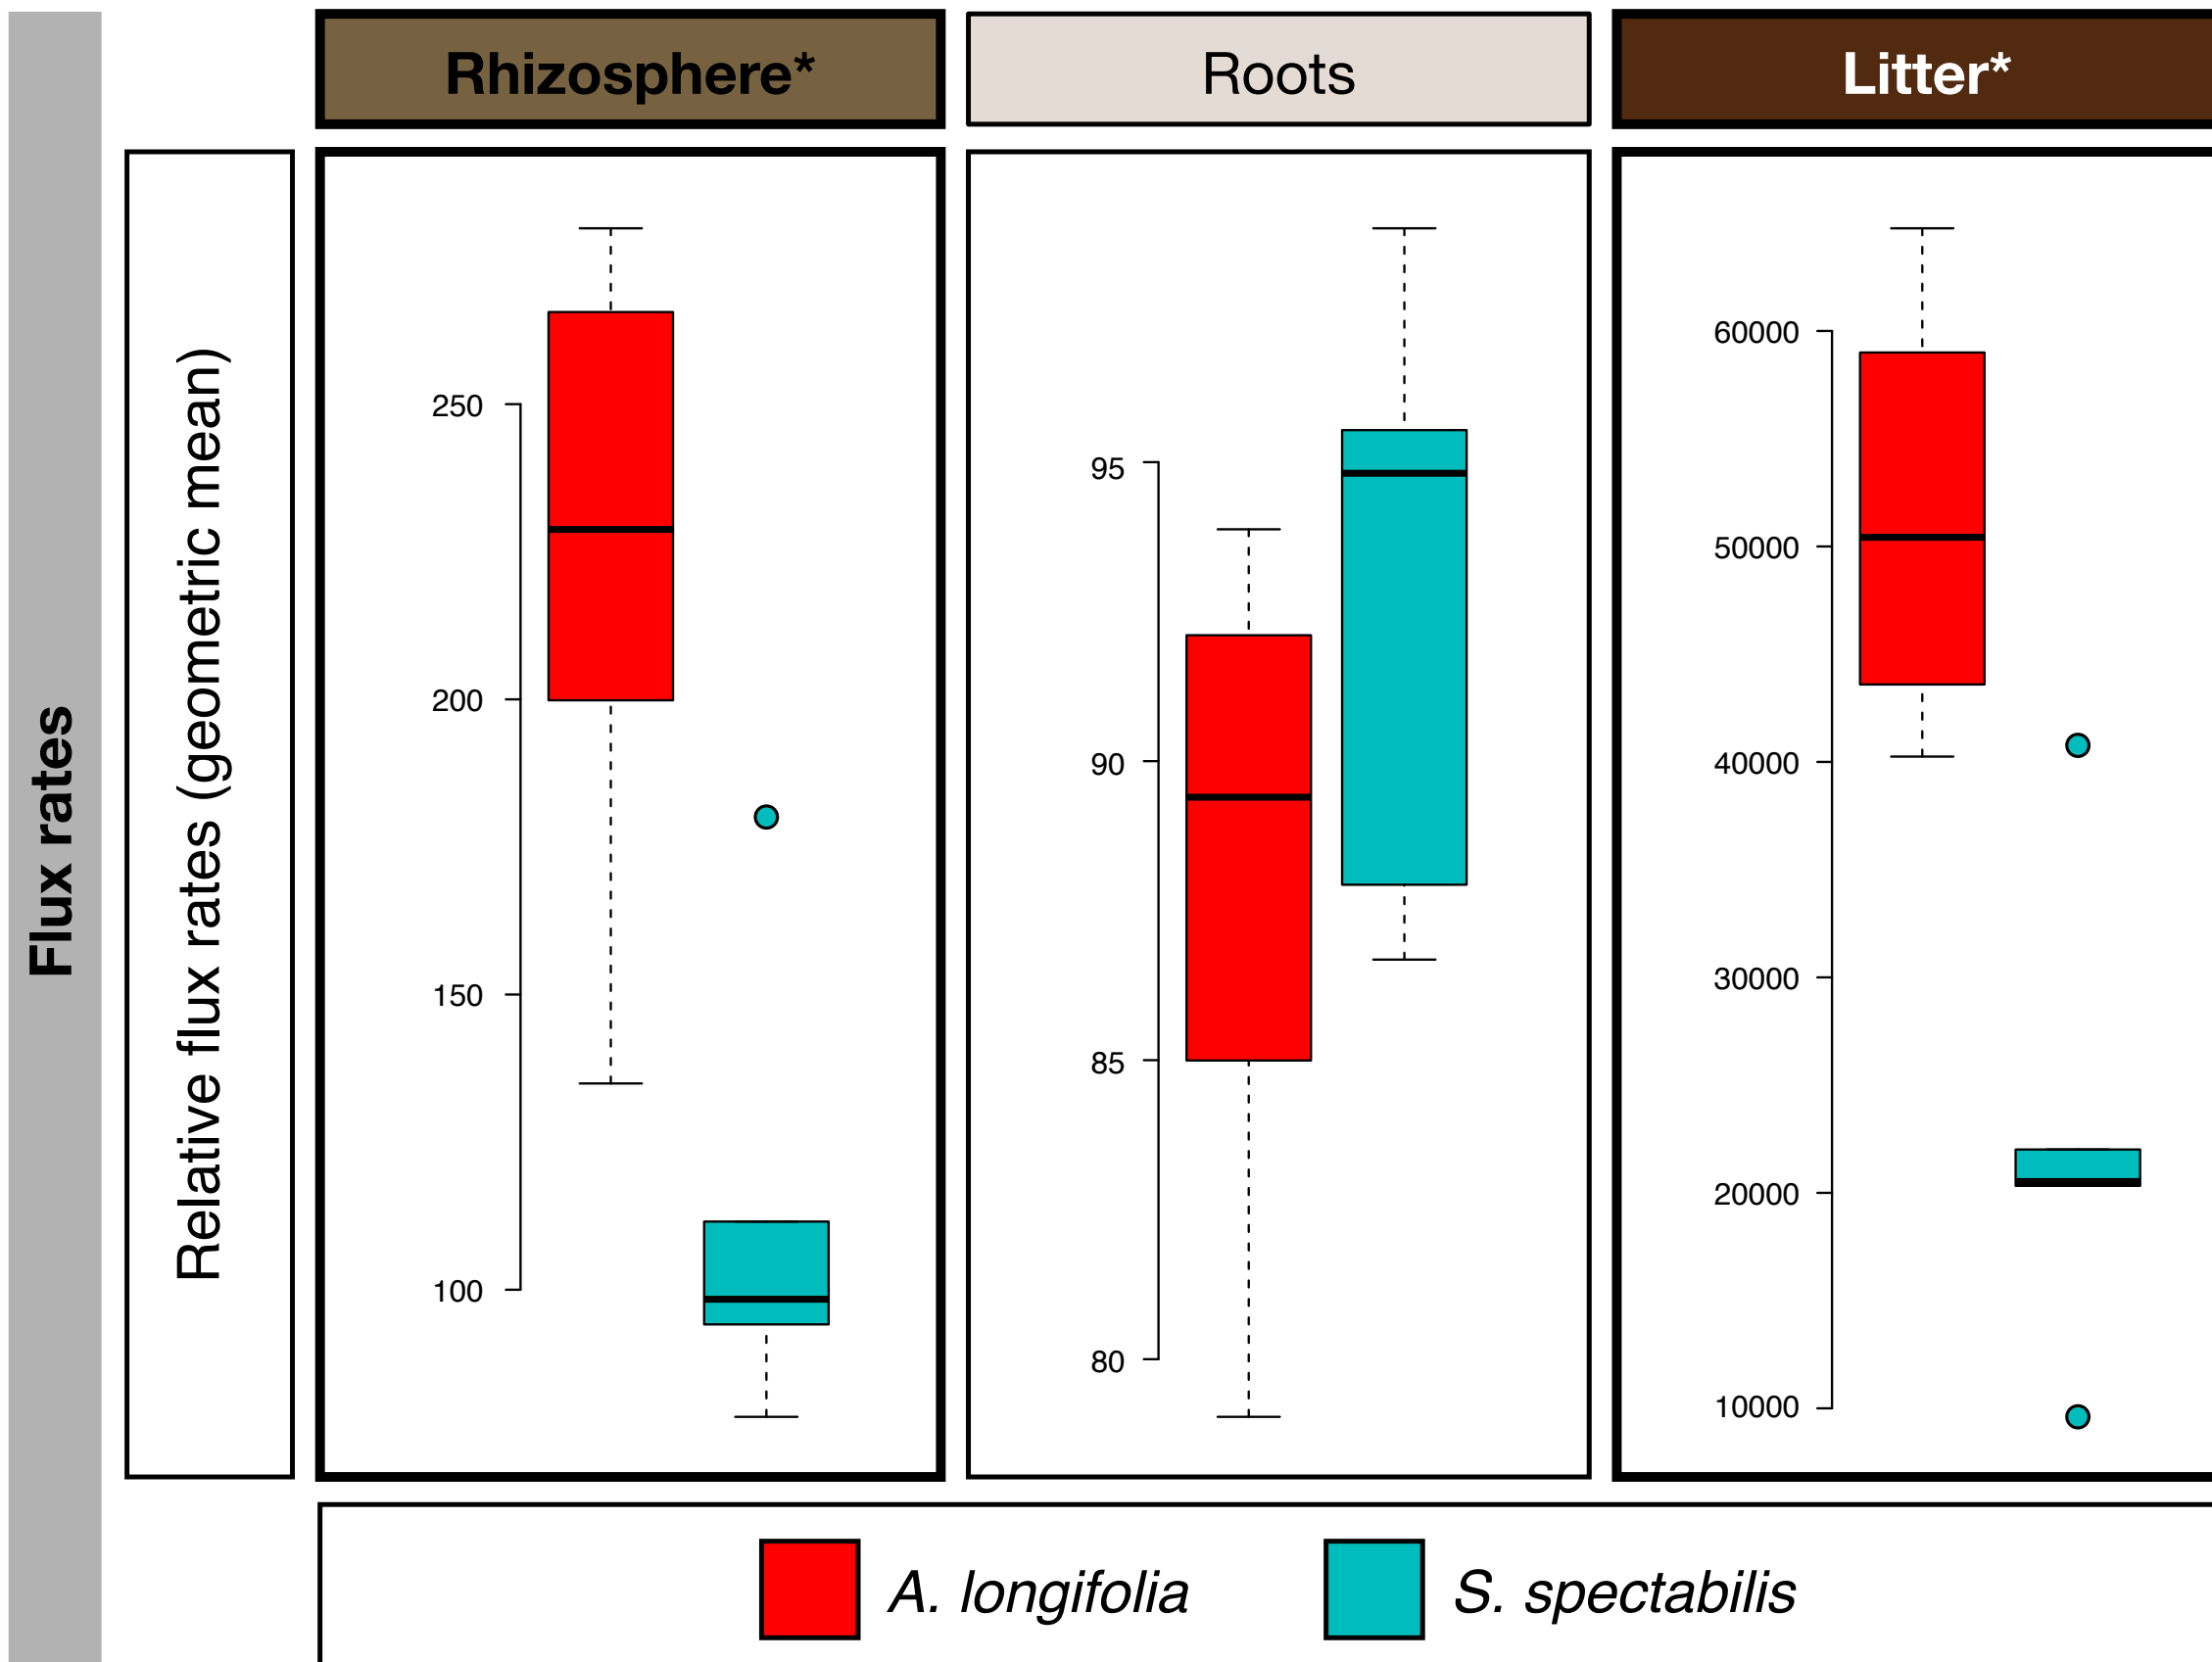 Rhizosphere*
Roots
Litter*
Flux rates
Relative flux rates (geometric mean)
250
200
150
100
95
90
85
80
60000
50000
40000
30000
20000
10000
A. longifolia
S. spectabilis